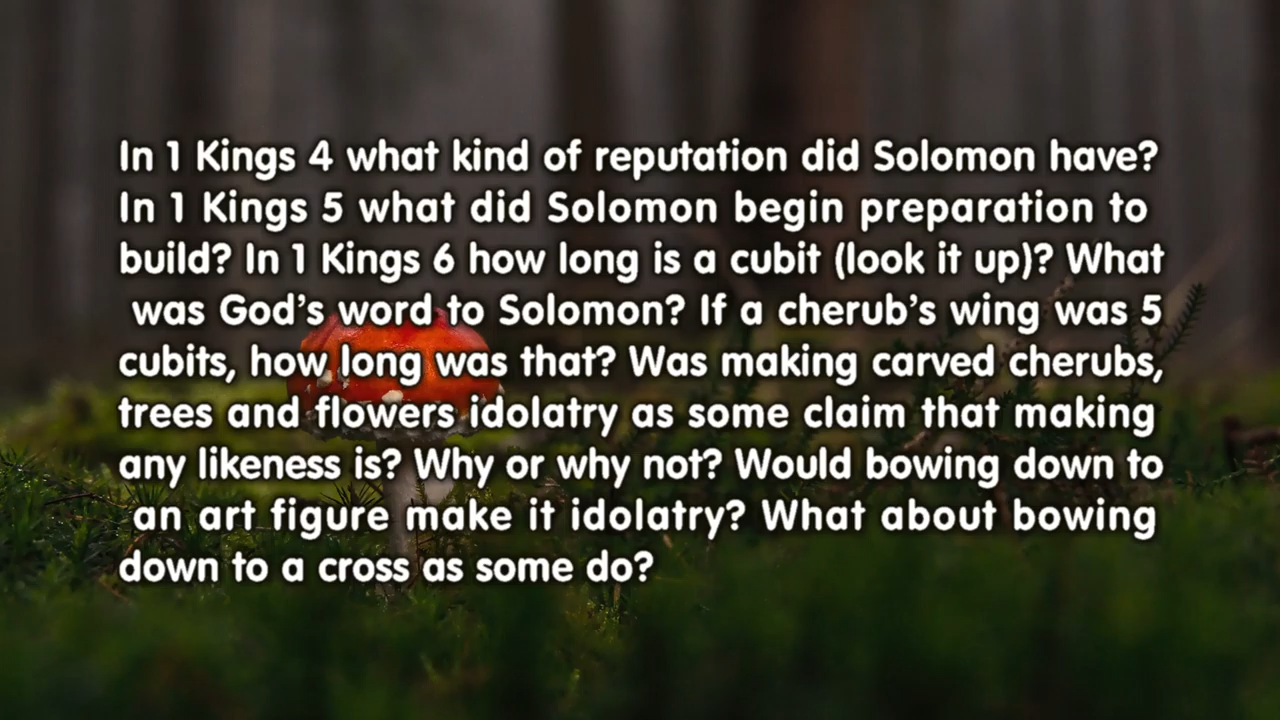 In 1 Kings 4 what kind of reputation did Solomon have?
In 1 Kings 5 what did Solomon begin preparation to
build? In 1 Kings 6 how long is a cubit (look it up)? What
was God’s word to Solomon? If a cherub’s wing was 5
cubits, how long was that? Was making carved cherubs,
trees and flowers idolatry as some claim that making
any likeness is? Why or why not? Would bowing down to
an art figure make it idolatry? What about bowing
down to a cross as some do?